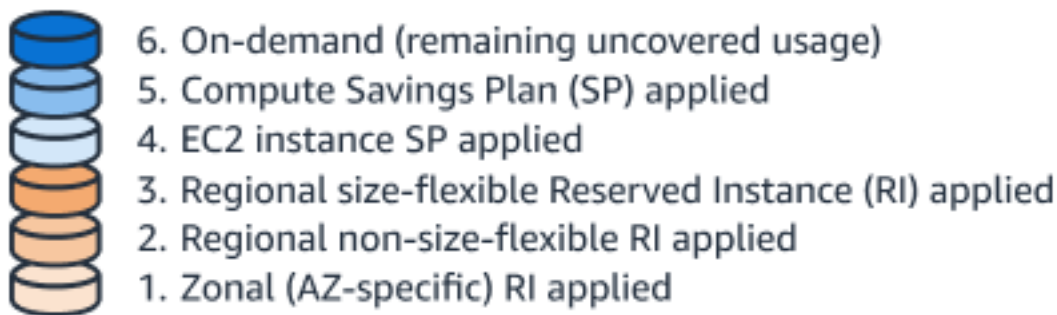 6. On-demand (remaining uncovered usage)
5. Compute Savings Plan (SP) applied
4. EC2 instance SP applied
3. Regional size-flexible Reserved Instance (RI) applied
2. Regional non-size-flexible RI applied
1. Zonal (AZ-specific) RI applied